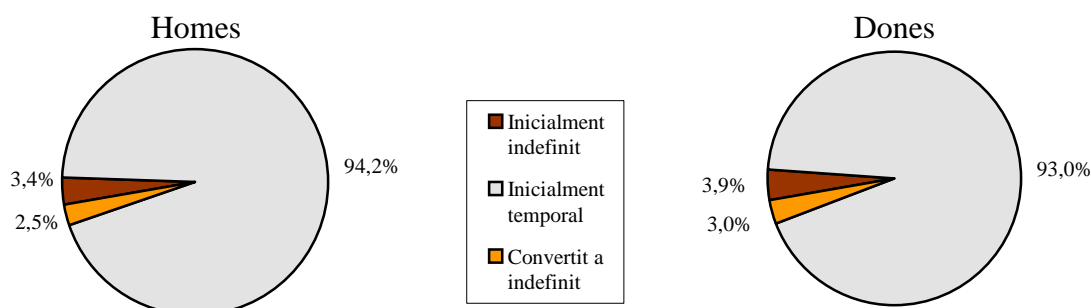 Homes
Dones
94,2%
3,4%
2,5%
Inicialment
indefinit
Inicialment
temporal
Convertit a
indefinit
93,0%
3,9%
3,0%